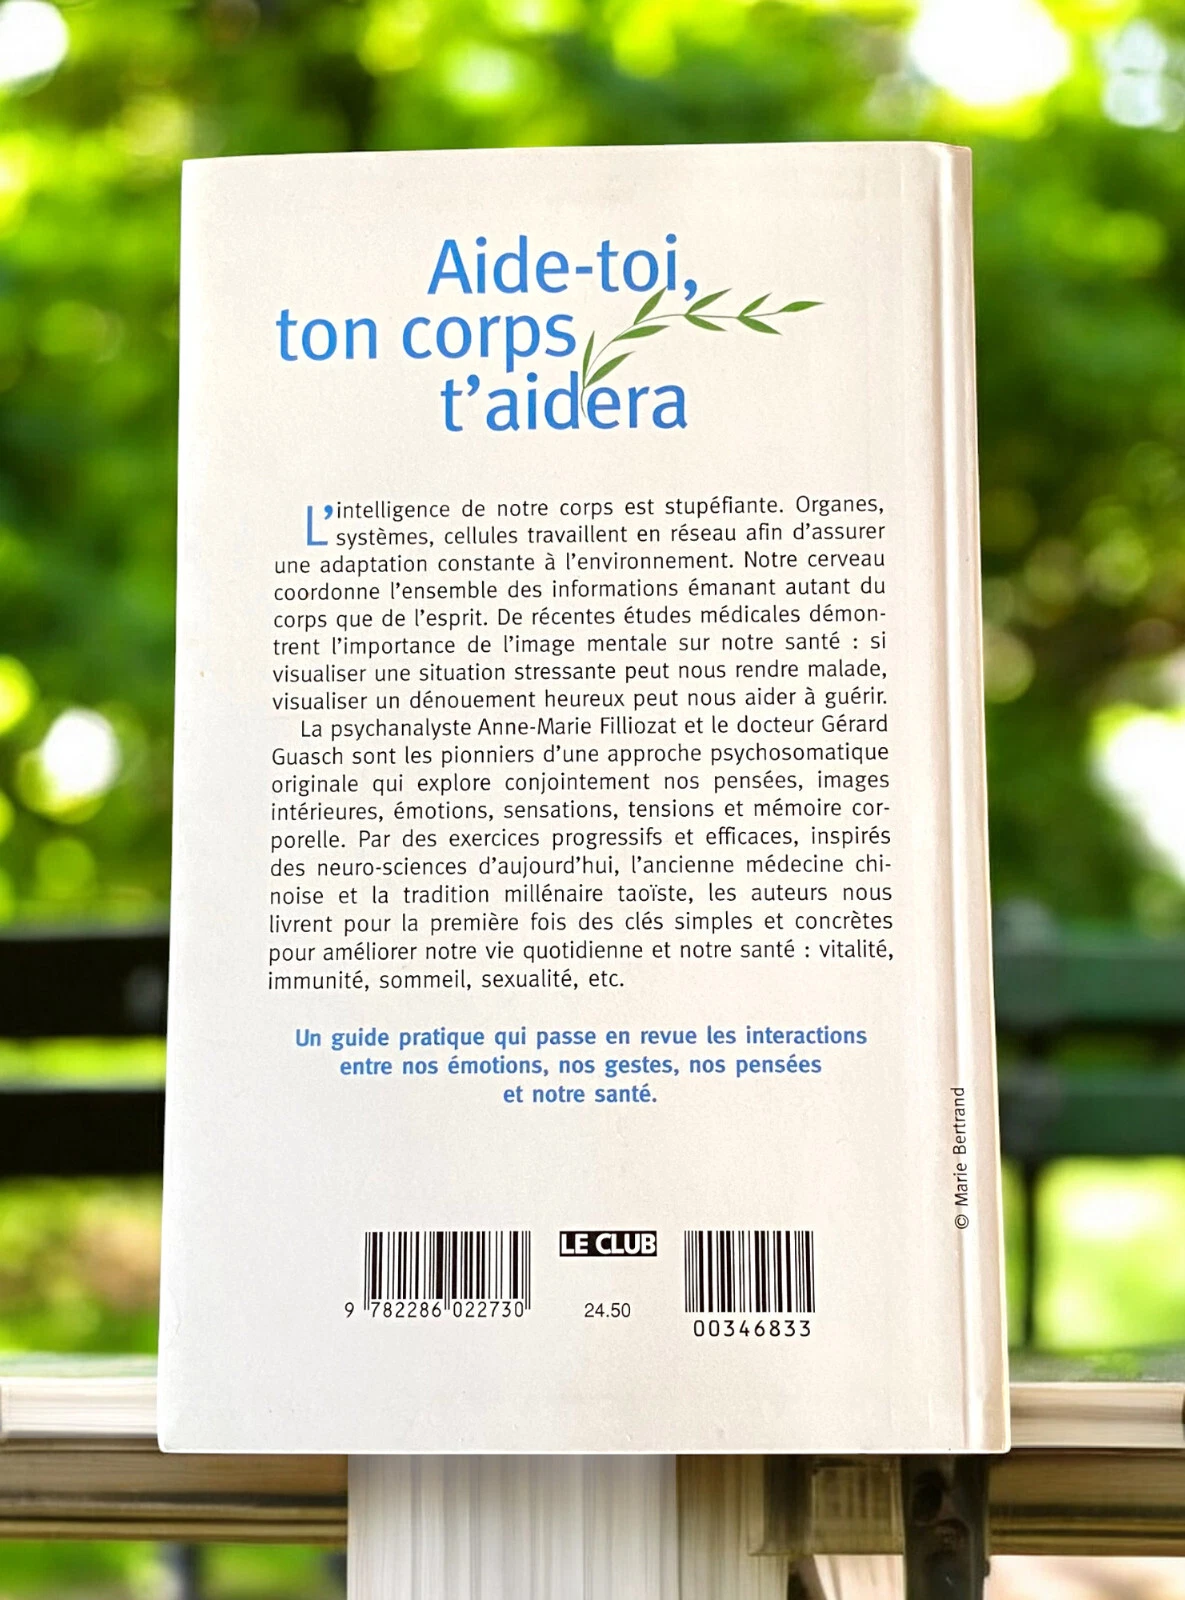 Aide-toi,
ton corps
t'aidera
L'intelligence de notre corps est stupéfiante. Organes,
systèmes, cellules travaillent en réseau afin d'assurer
une adaptation constante à l'environnement. Notre cerveau
coordonne l'ensemble des informations émanant autant du
corps que de l'esprit. De récentes études médicales démon-
trent l'importance de l'image mentale sur notre santé : si
visualiser une situation stressante peut nous rendre malade,
visualiser un dénouement heureux peut nous aider à guérir.
La psychanalyste Anne-Marie Filliozat et le docteur Gérard
Guasch sont les pionniers d'une approche psychosomatique
originale qui explore conjointement nos pensées, images
intérieures, émotions, sensations, tensions et mémoire cor-
porelle. Par des exercices progressifs et efficaces, inspirés
des neuro-sciences d'aujourd'hui, l'ancienne médecine chi-
noise et la tradition millénaire taoïste, les auteurs nous
livrent pour la première fois des clés simples et concrètes
pour améliorer notre vie quotidienne et notre santé : vitalité,
immunité, sommeil, sexualité, etc.
Un guide pratique qui passe en revue les interactions
entre nos émotions, nos gestes, nos pensées
et notre santé.
© Marie Bertrand
LE CLUB
9 782286 022730
24.50
00346833